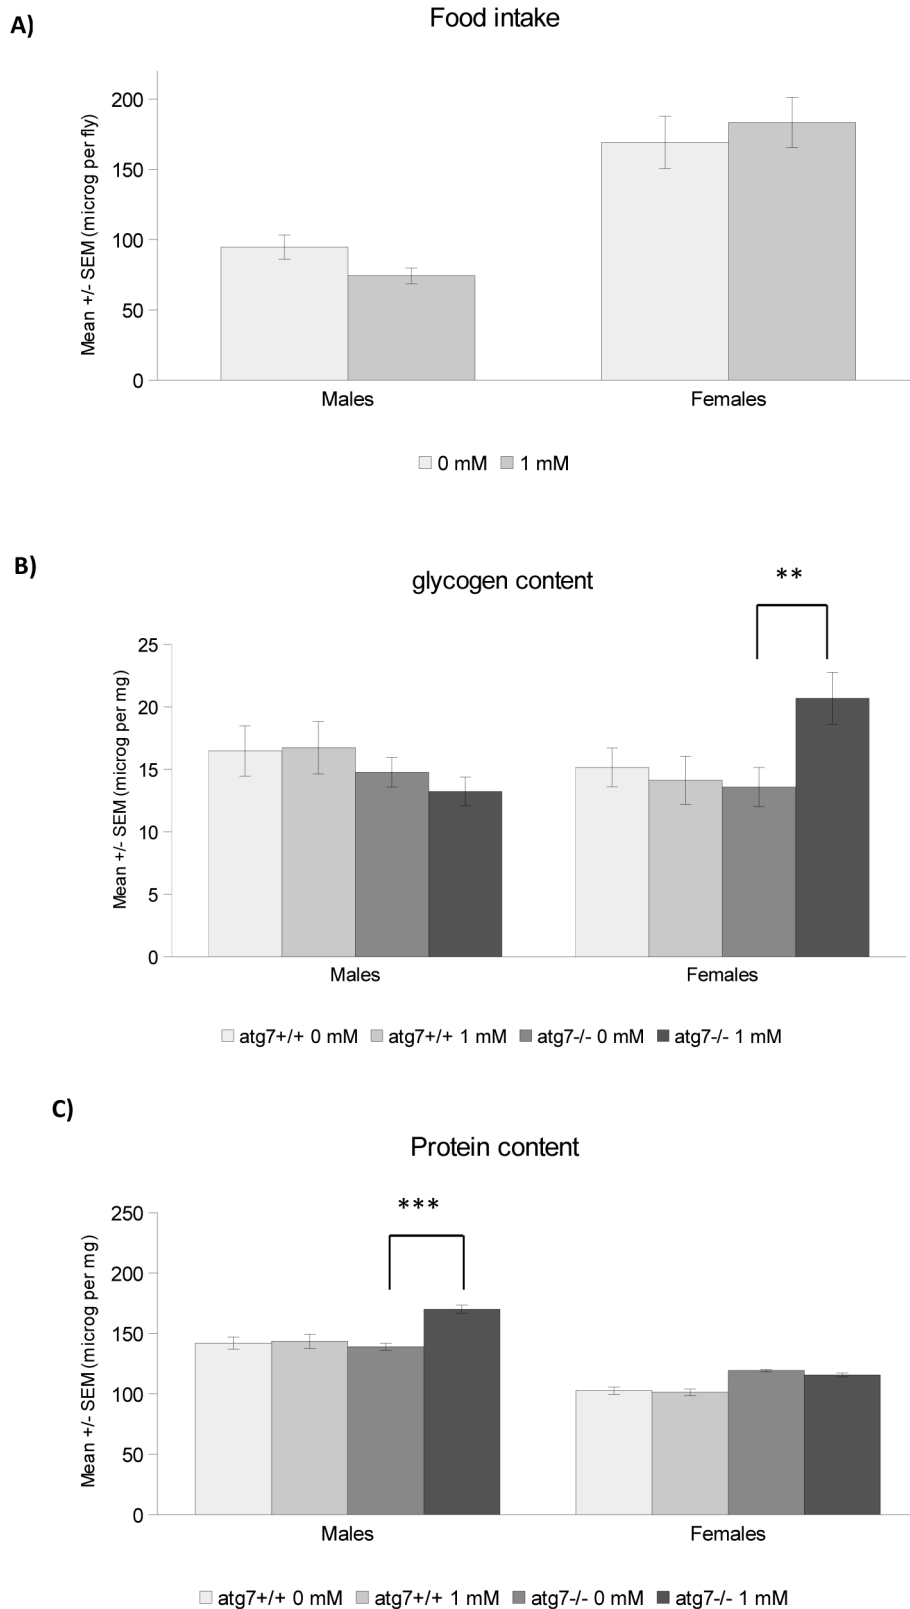 A)
Food intake
Mean +/- SEM (microg per fly)
200
150
100
50
0
Males Females
0 mM 1 mM
B)
glycogen content
**
Mean +/- SEM (microg per mg)
25
20
15
10
5
0
Males Females
atg7+/+ 0 mM atg7+/+ 1 mM atg7-/- 0 mM atg7-/- 1 mM
C)
Protein content
***
Mean +/- SEM (microg per mg)
250
200
150
100
50
0
Males Females
atg7+/+ 0 mM atg7+/+ 1 mM atg7-/- 0 mM atg7-/- 1 mM